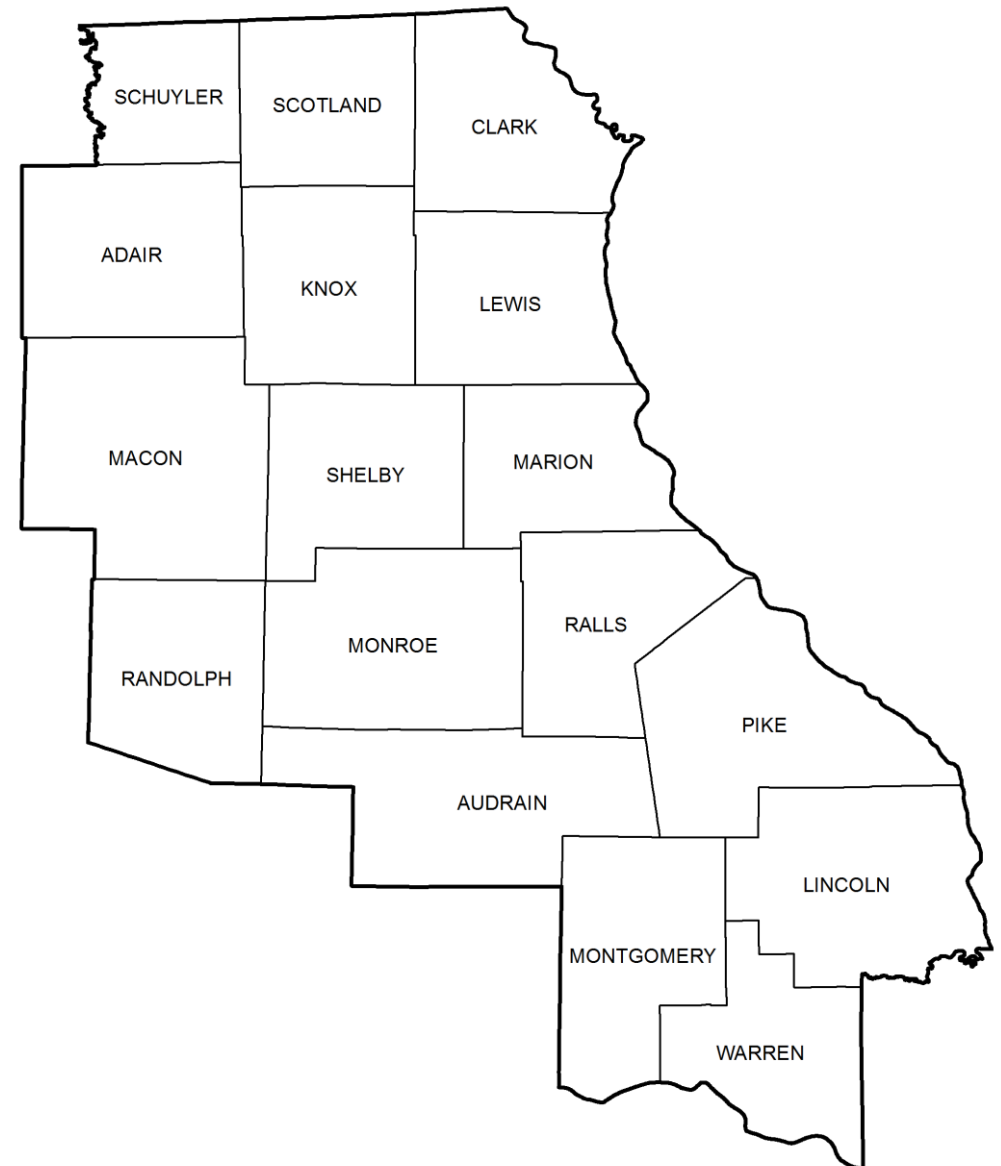 SCHUYLER
SCOTLAND
CLARK
ADAIR
KNOX
LEWIS
MACON
SHELBY
MARION
RANDOLPH
MONROE
RALLS
PIKE
AUDRAIN
LINCOLN
MONTGOMERY
WARREN